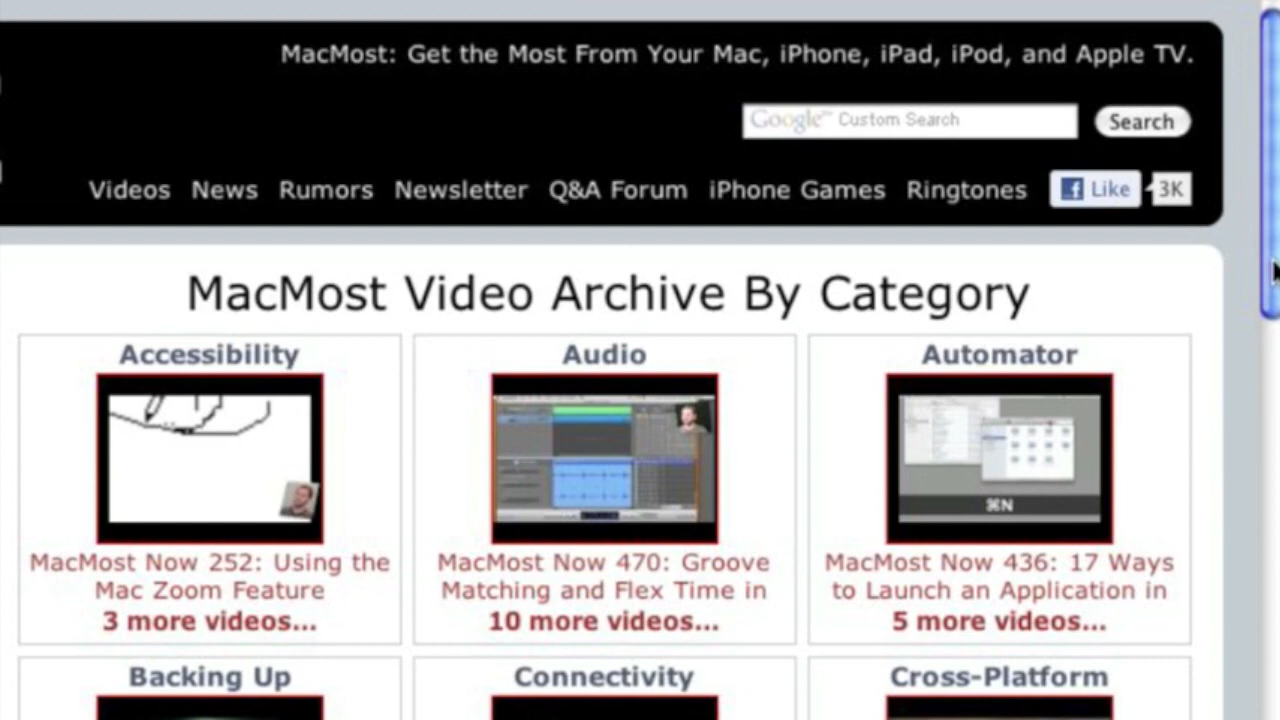 MacMost: Get the Most From Your Mac, iPhone, iPad, iPod, and Apple TV.
Google™ Custom Search
Search
Videos News Rumors Newsletter Q&A Forum iPhone Games Ringtones Like 3K
MacMost Video Archive By Category
Accessibility Audio Automator
⌘N
MacMost Now 252: Using the MacMost Now 470: Groove MacMost Now 436: 17 Ways
Mac Zoom Feature Matching and Flex Time in to Launch an Application in
3 more videos... 10 more videos... 5 more videos...
Backing Up Connectivity Cross-Platform